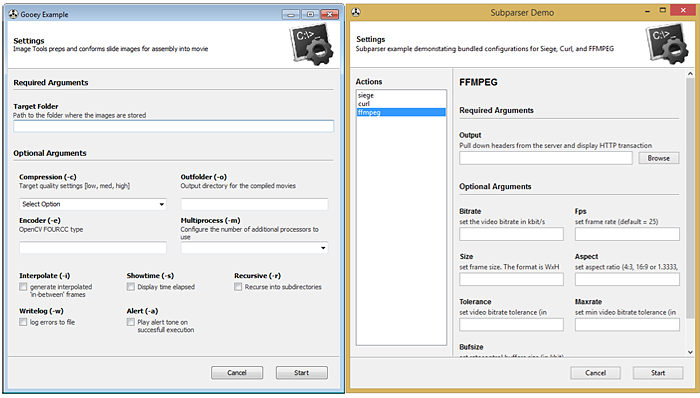 Gooey Example
Settings
Image Tools preps and conforms slide images for assembly into movie
C:\>_
Required Arguments
Target Folder
Path to the folder where the images are stored
Optional Arguments
Compression (-c)
Target quality settings [low, med, high]
Select Option
Outfolder (-o)
Output directory for the compiled movies
Encoder (-e)
OpenCV FOURCC type
Multiprocess (-m)
Configure the number of additional processors to
use
Interpolate (-i)
generate interpolated
'in-between' frames
Showtime (-s)
Display time elapsed
Recursive (-r)
Recurse into subdirectories
Writelog (-w)
log errors to file
Alert (-a)
Play alert tone on
succesfull execution
Cancel
Start
Subparser Demo
Settings
Subparser example demonstating bundled configurations for Siege, Curl, and FFMPEG
C:\>_
Actions
siege
curl
ffmpeg
FFMPEG
Required Arguments
Output
Pull down headers from the server and display HTTP transaction
Browse
Optional Arguments
Bitrate
set the video bitrate in kbit/s
Fps
set frame rate (default = 25)
Size
set frame size. The format is WxH
Aspect
set aspect ratio (4:3, 16:9 or 1.3333,
Tolerance
set video bitrate tolerance (in
Maxrate
set min video bitrate tolerance (in
Bufsize
set ratecontrol buffere size (in kbit)
Cancel
Start